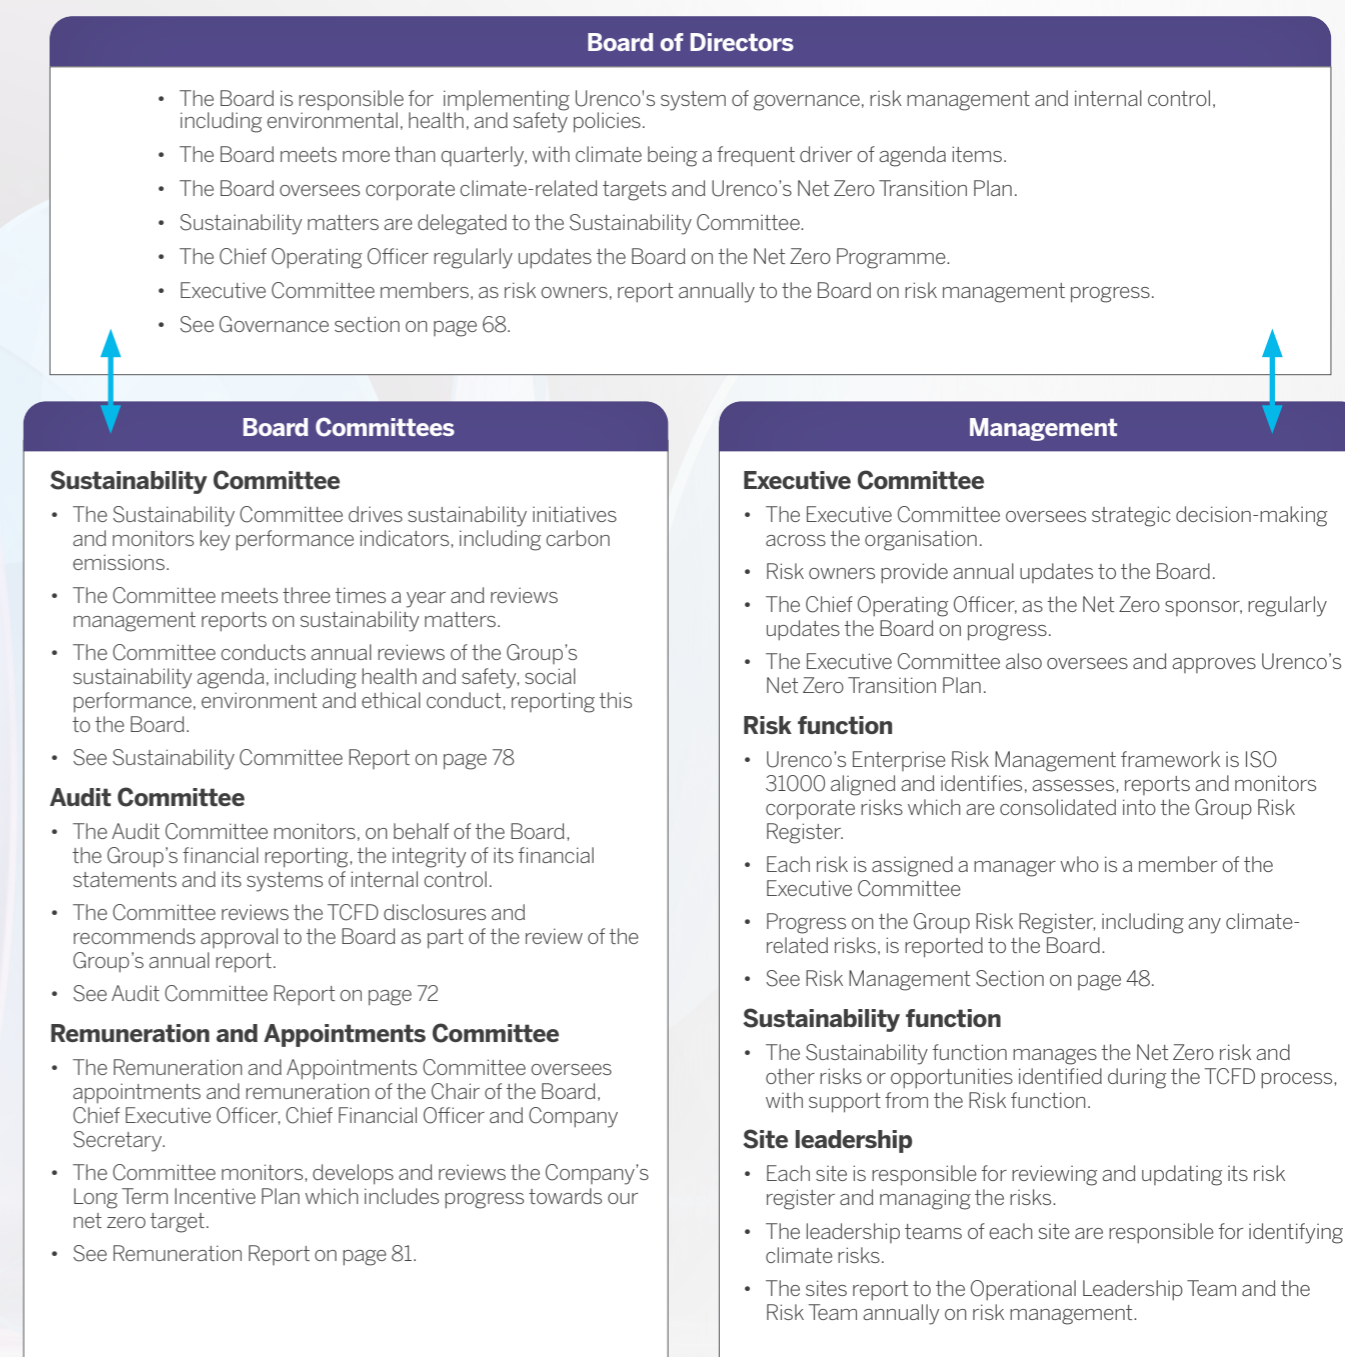 Board of Directors
• The Board is responsible for implementing Urenco's system of governance, risk management and internal control,
including environmental, health, and safety policies.
• The Board meets more than quarterly, with climate being a frequent driver of agenda items.
• The Board oversees corporate climate-related targets and Urenco’s Net Zero Transition Plan.
• Sustainability matters are delegated to the Sustainability Committee.
• The Chief Operating Officer regularly updates the Board on the Net Zero Programme.
• Executive Committee members, as risk owners, report annually to the Board on risk management progress.
• See Governance section on page 68.
Board Committees
Sustainability Committee
• The Sustainability Committee drives sustainability initiatives
and monitors key performance indicators, including carbon
emissions.
• The Committee meets three times a year and reviews
management reports on sustainability matters.
• The Committee conducts annual reviews of the Group’s
sustainability agenda, including health and safety, social
performance, environment and ethical conduct, reporting this
to the Board.
• See Sustainability Committee Report on page 78
Audit Committee
• The Audit Committee monitors, on behalf of the Board,
the Group’s financial reporting, the integrity of its financial
statements and its systems of internal control.
• The Committee reviews the TCFD disclosures and
recommends approval to the Board as part of the review of the
Group’s annual report.
• See Audit Committee Report on page 72
Remuneration and Appointments Committee
• The Remuneration and Appointments Committee oversees
appointments and remuneration of the Chair of the Board,
Chief Executive Officer, Chief Financial Officer and Company
Secretary.
• The Committee monitors, develops and reviews the Company’s
Long Term Incentive Plan which includes progress towards our
net zero target.
• See Remuneration Report on page 81.
Management
Executive Committee
• The Executive Committee oversees strategic decision-making
across the organisation.
• Risk owners provide annual updates to the Board.
• The Chief Operating Officer, as the Net Zero sponsor, regularly
updates the Board on progress.
• The Executive Committee also oversees and approves Urenco’s
Net Zero Transition Plan.
Risk function
• Urenco’s Enterprise Risk Management framework is ISO
31000 aligned and identifies, assesses, reports and monitors
corporate risks which are consolidated into the Group Risk
Register.
• Each risk is assigned a manager who is a member of the
Executive Committee
• Progress on the Group Risk Register, including any climate-
related risks, is reported to the Board.
• See Risk Management Section on page 48.
Sustainability function
• The Sustainability function manages the Net Zero risk and
other risks or opportunities identified during the TCFD process,
with support from the Risk function.
Site leadership
• Each site is responsible for reviewing and updating its risk
register and managing the risks.
• The leadership teams of each site are responsible for identifying
climate risks.
• The sites report to the Operational Leadership Team and the
Risk Team annually on risk management.